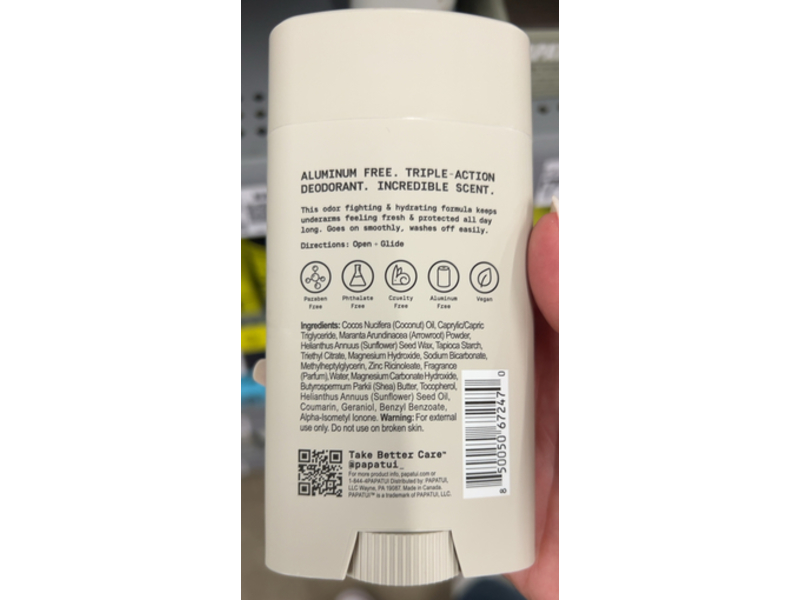 ALUMINUM FREE. TRIPLE-ACTION
DEODORANT. INCREDIBLE SCENT.
This odor fighting & hydrating formula keeps
underarms feeling fresh & protected all day
long. Goes on smoothly, washes off easily.
Directions: Open - Glide
Paraben Free
Phthalate Free
Cruelty Free
Aluminum Free
Vegan
Ingredients: Cocos Nucifera (Coconut) Oil, Caprylic/Capric
Triglyceride, Maranta Arundinacea (Arrowroot) Powder,
Helianthus Annuus (Sunflower) Seed Wax, Tapioca Starch,
Triethyl Citrate, Magnesium Hydroxide, Sodium Bicarbonate,
Methylheptylglycerin, Zinc Ricinoleate, Fragrance
(Parfum), Water, Magnesium Carbonate Hydroxide,
Butyrospermum Parkii (Shea) Butter, Tocopherol,
Helianthus Annuus (Sunflower) Seed Oil,
Coumarin, Geraniol, Benzyl Benzoate,
Alpha-Isometyl Ionone. Warning: For external
use only. Do not use on broken skin.
8 50050 67247 0
Take Better Care™
@papatui_
For more product info, papatui.com or
1-844-4PAPATUI Distributed by: PAPATUI,
LLC Wayne, PA 19087. Made in Canada.
PAPATUI™ is a trademark of PAPATUI, LLC.